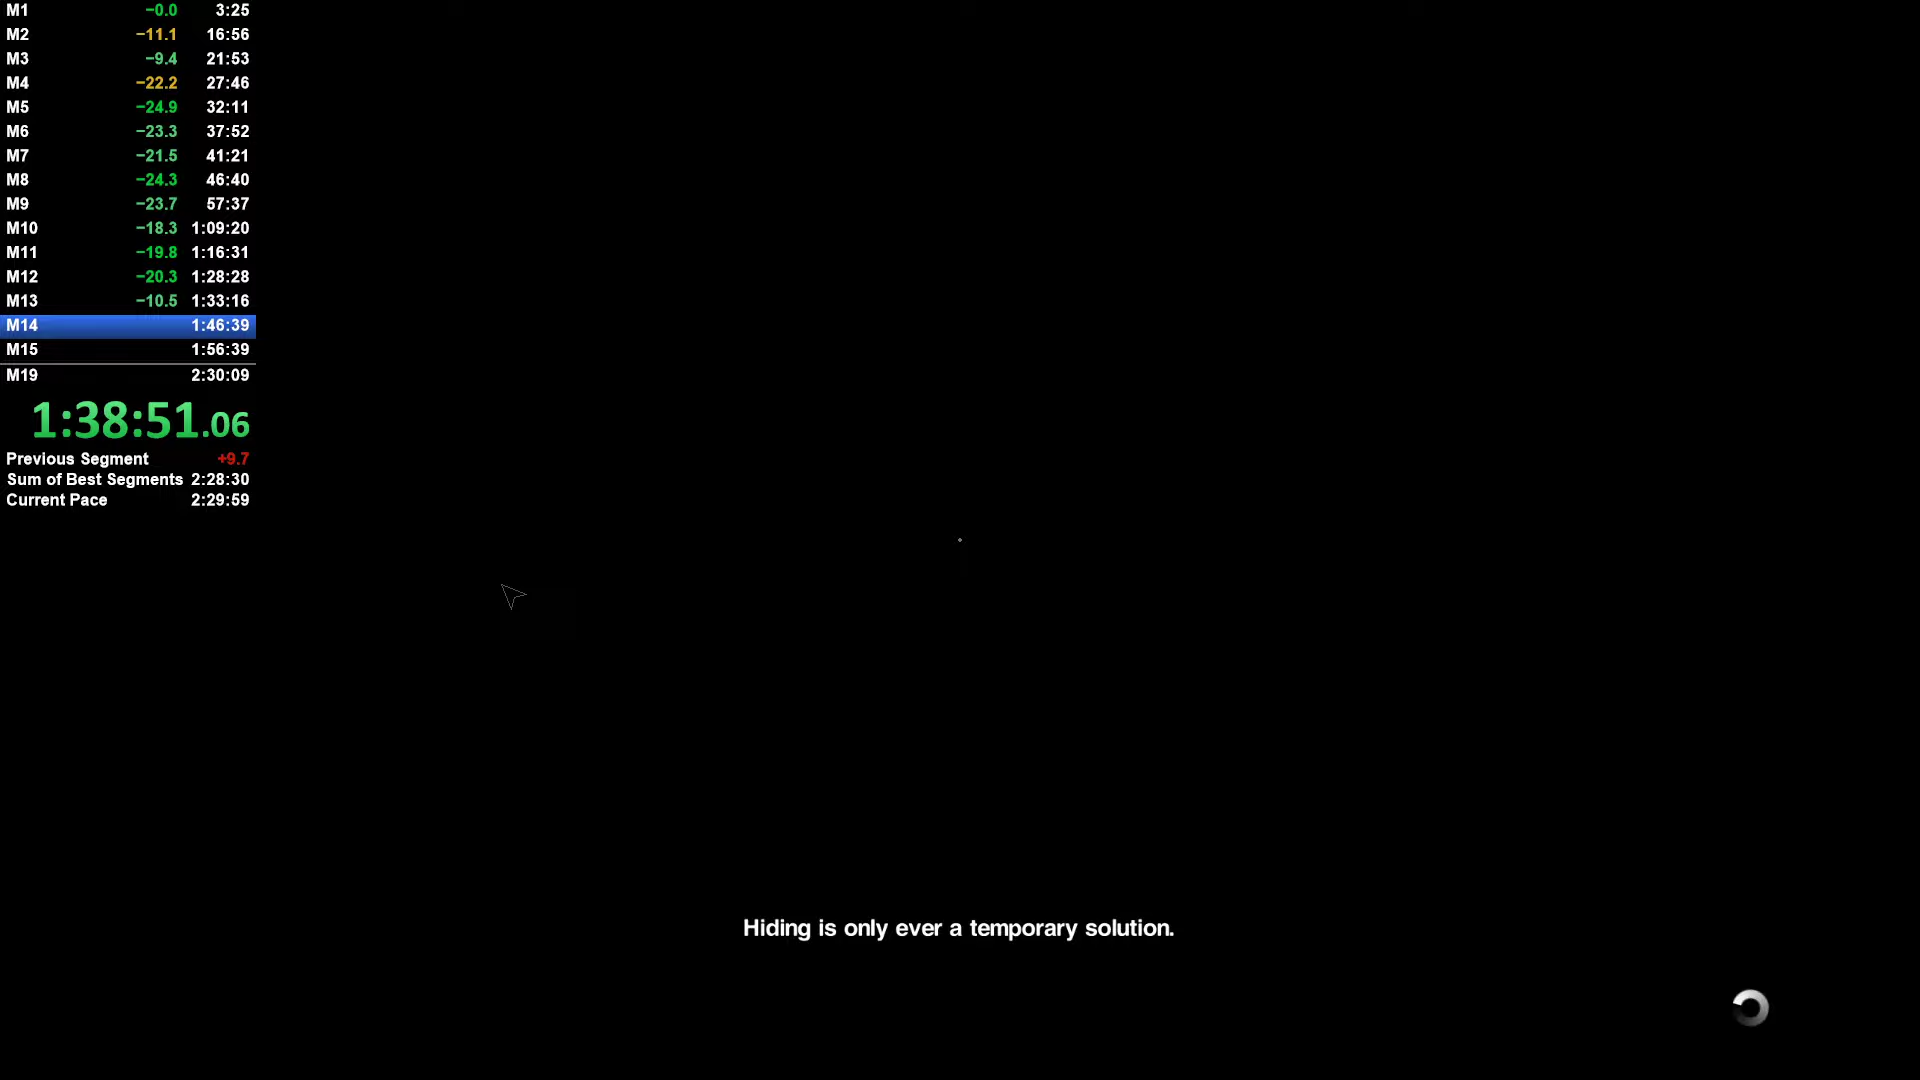 M1 −0.0 3:25
M2 −11.1 16:56
M3 −9.4 21:53
M4 −22.2 27:46
M5 −24.9 32:11
M6 −23.3 37:52
M7 −21.5 41:21
M8 −24.3 46:40
M9 −23.7 57:37
M10 −18.3 1:09:20
M11 −19.8 1:16:31
M12 −20.3 1:28:28
M13 −10.5 1:33:16
M14 1:46:39
M15 1:56:39
M19 2:30:09
1:38:51.06
Previous Segment +9.7
Sum of Best Segments 2:28:30
Current Pace 2:29:59
Hiding is only ever a temporary solution.